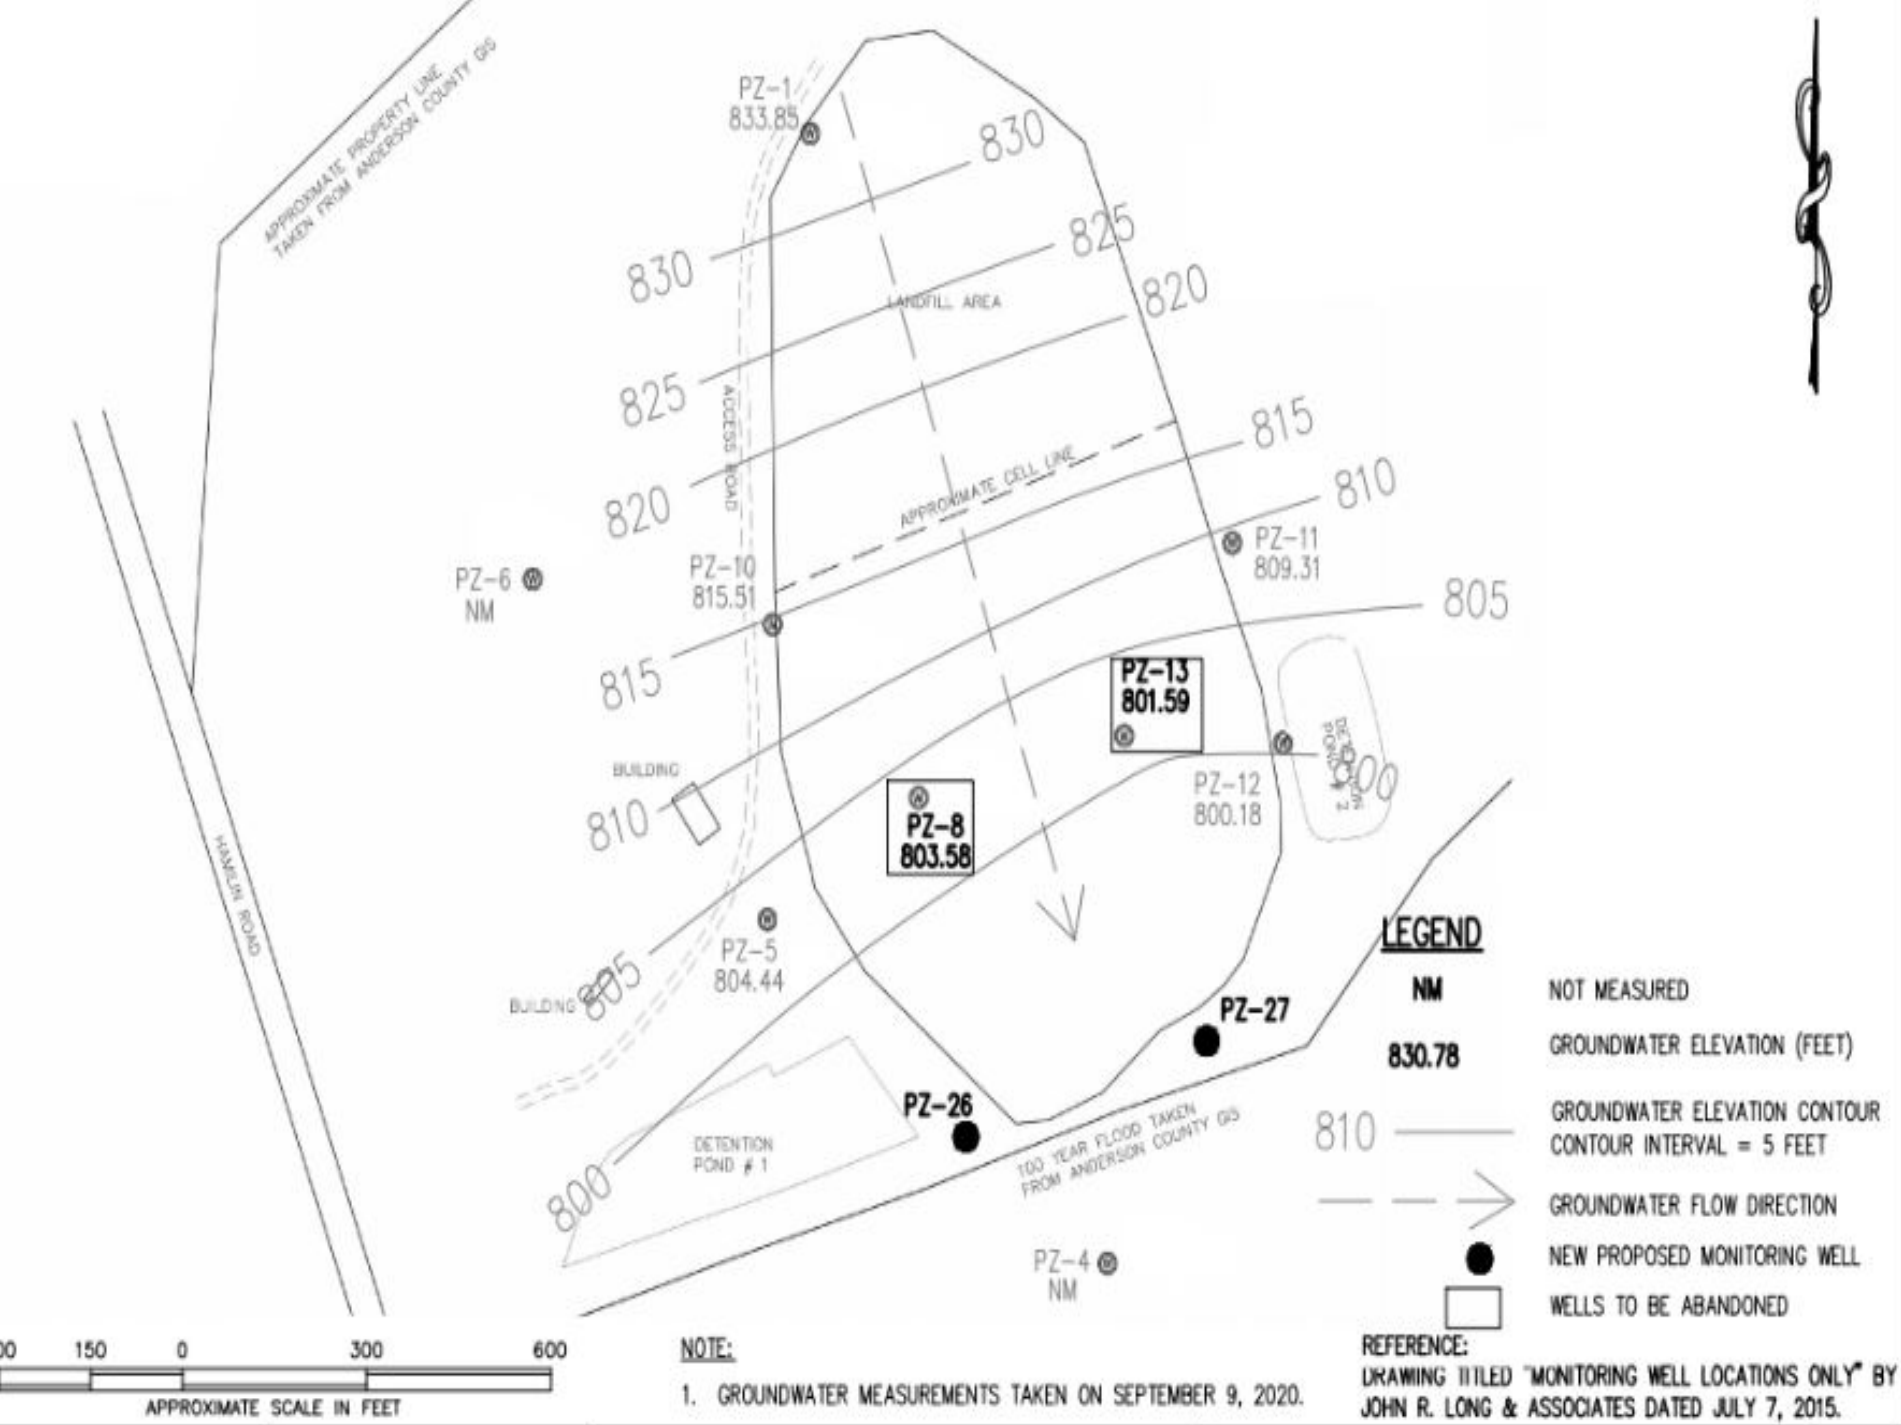 APPROXIMATE PROPERTY LINE
TAKEN FROM ANDERSON COUNTY GIS
PZ-1
833.85
830
830
825
LANDFILL AREA
820
825
ACCESS ROAD
815
APPROXIMATE CELL LINE
810
820
PZ-11
809.31
PZ-10
815.51
PZ-6
NM
805
815
PZ-13
801.59
DETENTION
POND # 2
800
BUILDING
PZ-12
800.18
810
PZ-8
803.58
HAMLIN ROAD
PZ-5
804.44
805
BUILDING
PZ-27
PZ-26
DETENTION
POND # 1
100 YEAR FLOOD TAKEN
FROM ANDERSON COUNTY GIS
800
PZ-4
NM
LEGEND
NM NOT MEASURED
830.78 GROUNDWATER ELEVATION (FEET)
810 GROUNDWATER ELEVATION CONTOUR
CONTOUR INTERVAL = 5 FEET
GROUNDWATER FLOW DIRECTION
NEW PROPOSED MONITORING WELL
WELLS TO BE ABANDONED
150 0 300 600
APPROXIMATE SCALE IN FEET
NOTE:
1. GROUNDWATER MEASUREMENTS TAKEN ON SEPTEMBER 9, 2020.
REFERENCE:
DRAWING TITLED "MONITORING WELL LOCATIONS ONLY" BY
JOHN R. LONG & ASSOCIATES DATED JULY 7, 2015.